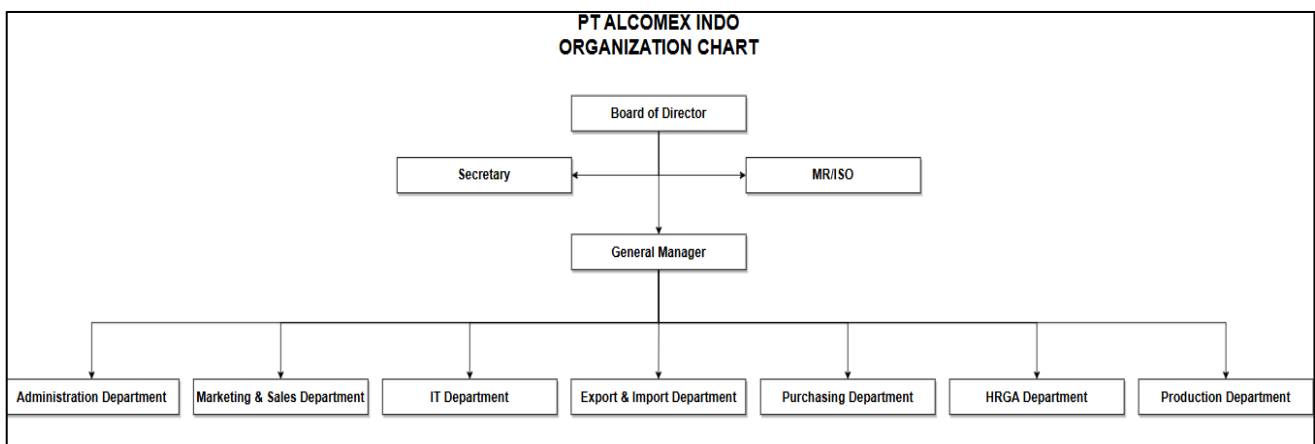 PT ALCOMEX INDO
ORGANIZATION CHART
Board of Director
Secretary
MR/ISO
General Manager
Administration Department
Marketing & Sales Department
IT Department
Export & Import Department
Purchasing Department
HRGA Department
Production Department